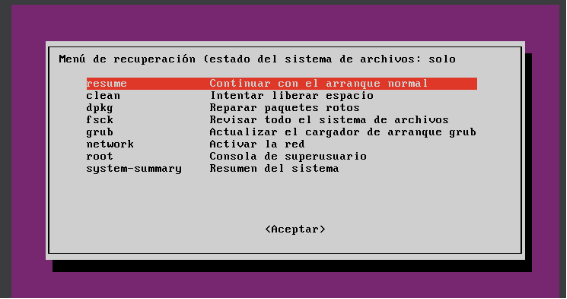 Menú de recuperación (estado del sistema de archivos: solo
resume Continuar con el arranque normal
clean Intentar liberar espacio
dpkg Reparar paquetes rotos
fsck Revisar todo el sistema de archivos
grub Actualizar el cargador de arranque grub
network Activar la red
root Consola de superusuario
system-summary Resumen del sistema
<Aceptar>